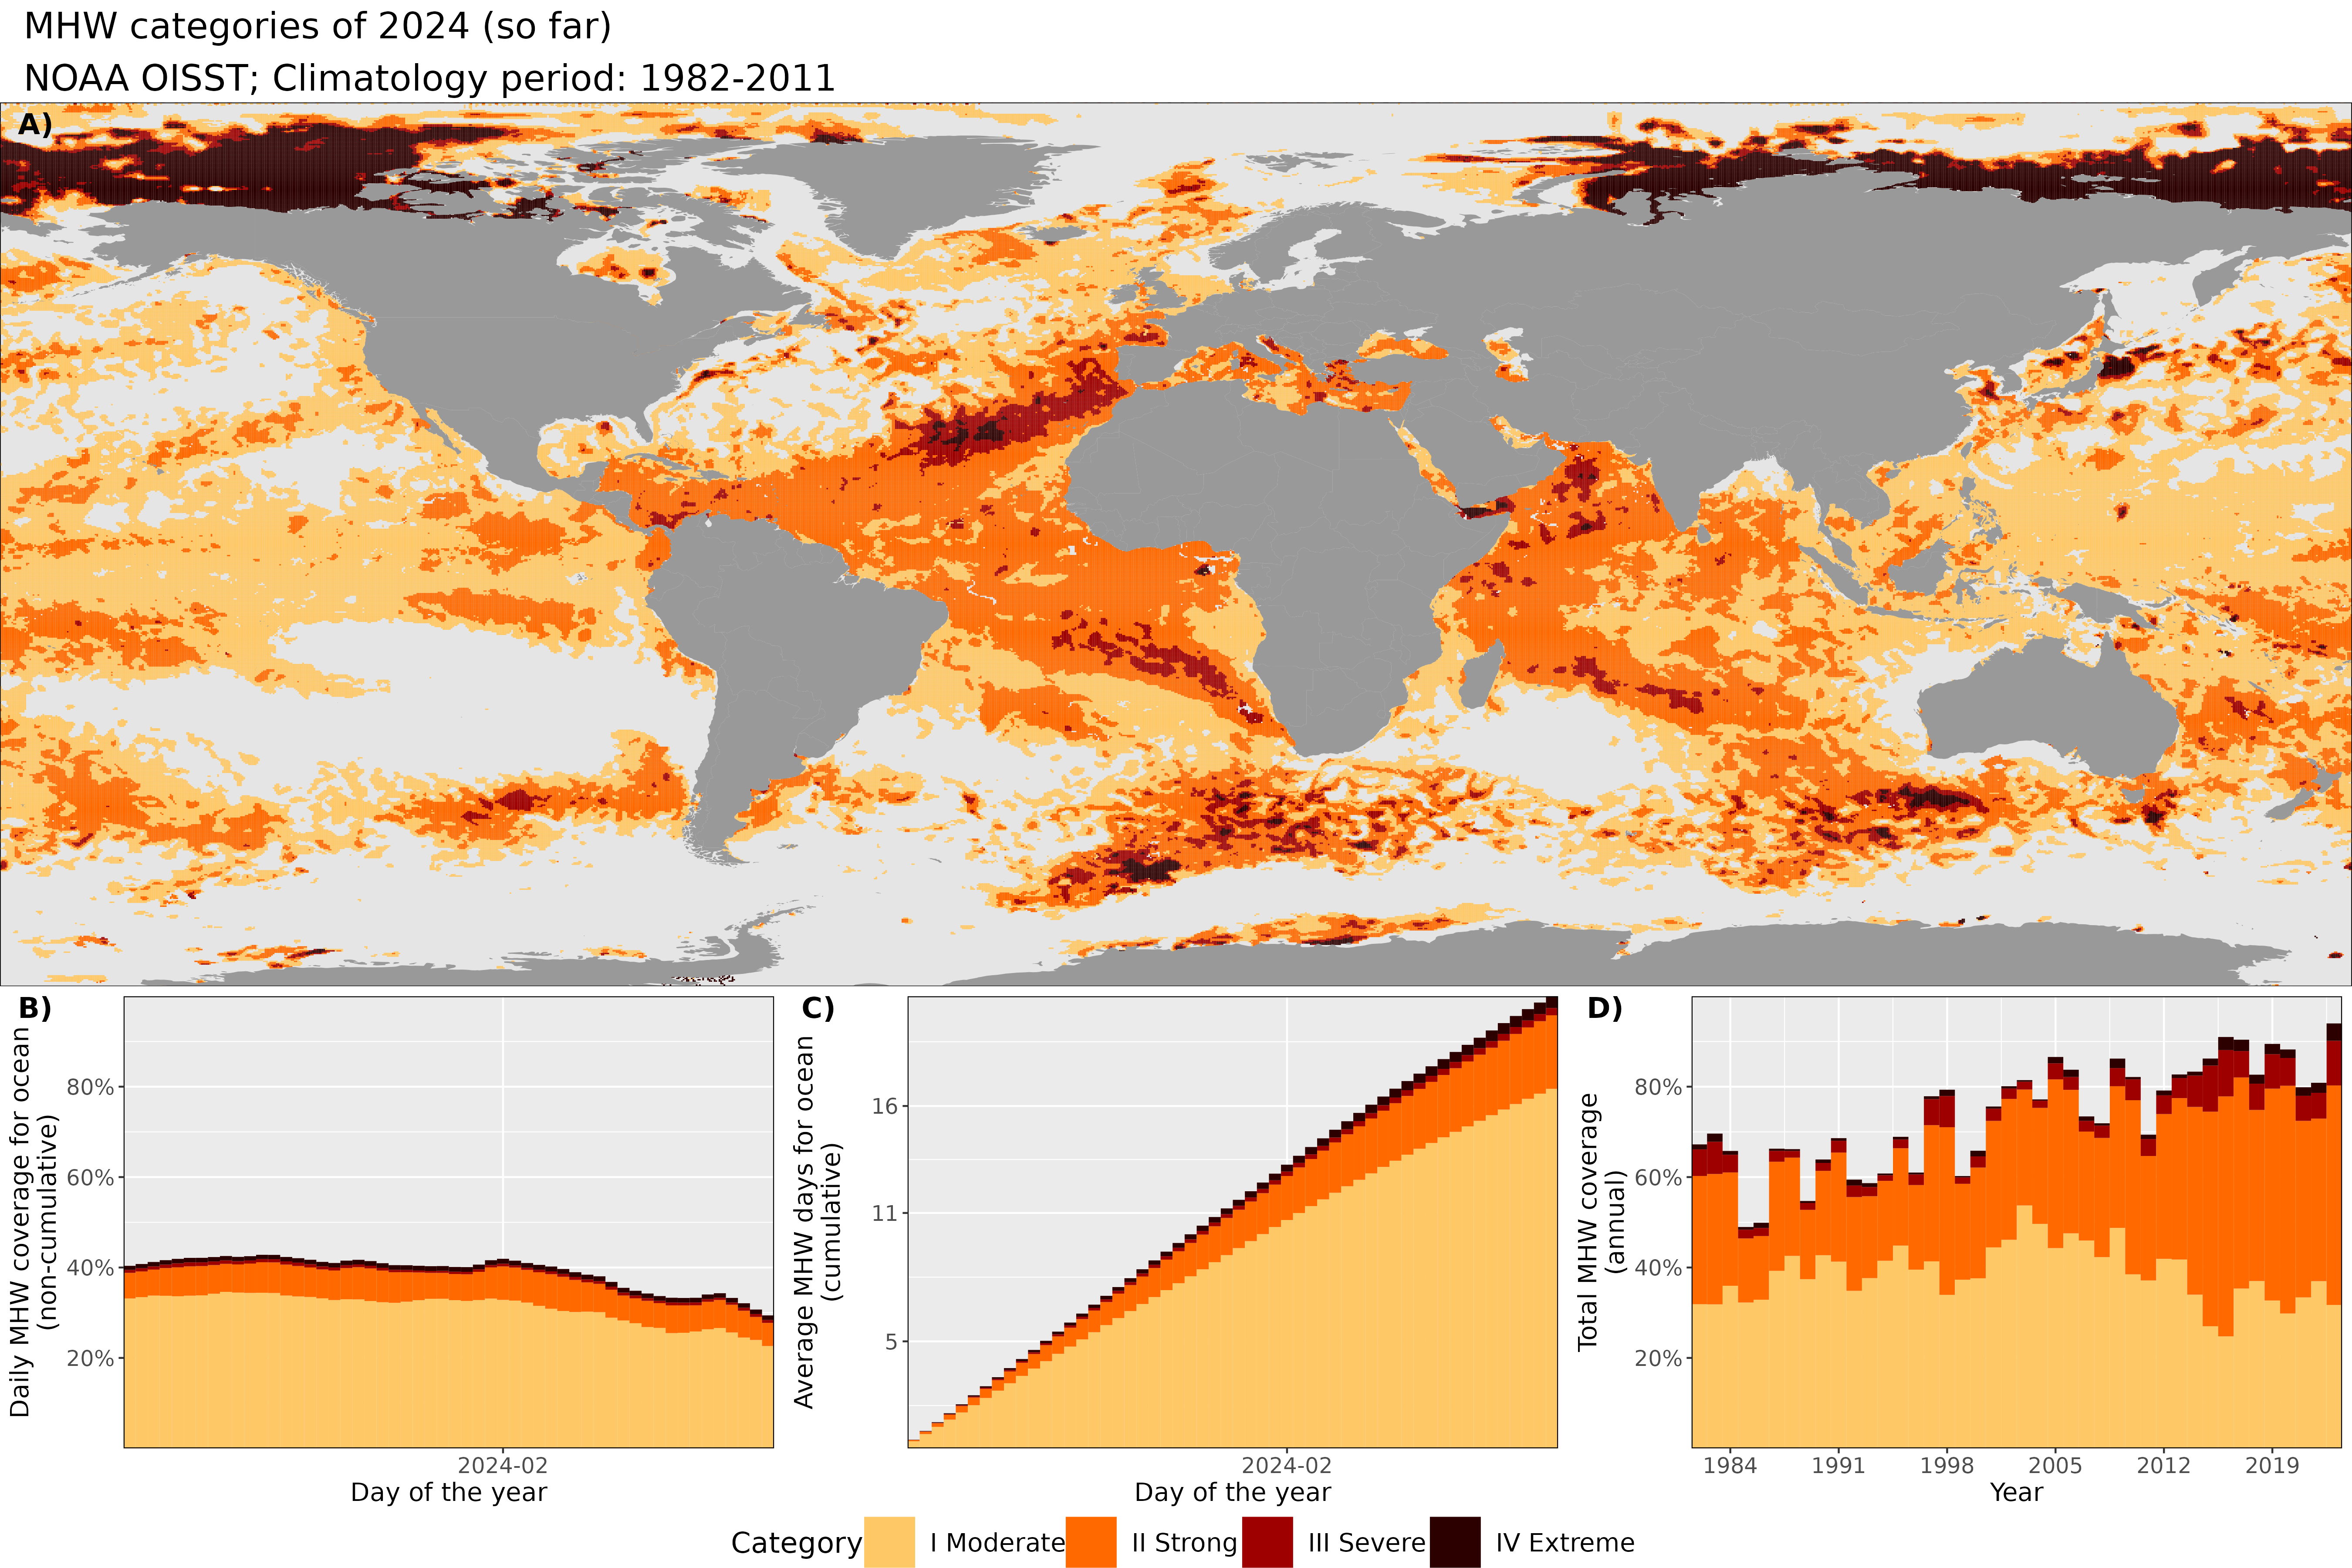 MHW categories of 2024 (so far)
NOAA OISST; Climatology period: 1982-2011
A)
B)
Daily MHW coverage for ocean
(non-cumulative)
80%
60%
40%
20%
2024-02
Day of the year
C)
Average MHW days for ocean
(cumulative)
16
11
5
2024-02
Day of the year
D)
Total MHW coverage
(annual)
80%
60%
40%
20%
1984 1991 1998 2005 2012 2019
Year
Category I Moderate II Strong III Severe IV Extreme